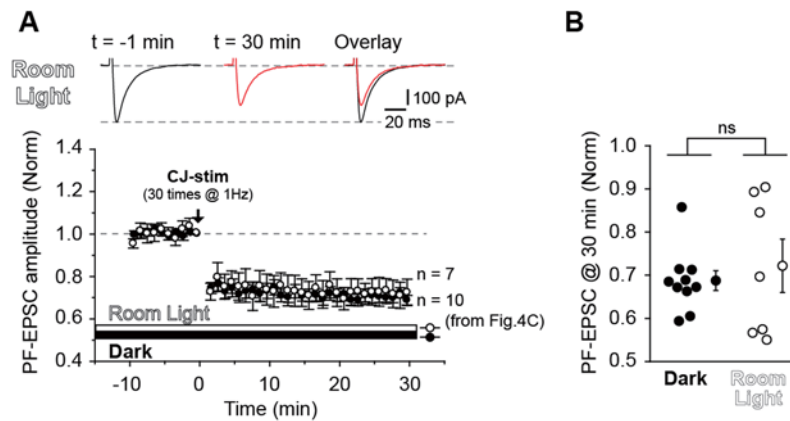 A
t = -1 min
t = 30 min
Overlay
Room
Light
100 pA
20 ms
PF-EPSC amplitude (Norm)
1.4
1.2
1.0
0.8
0.6
0.4
CJ-stim
(30 times @ 1Hz)
n = 7
n = 10
(from Fig.4C)
Room Light
Dark
-10
0
10
20
30
Time (min)
B
ns
PF-EPSC @ 30 min (Norm)
1.0
0.9
0.8
0.7
0.6
0.5
Dark
Room
Light